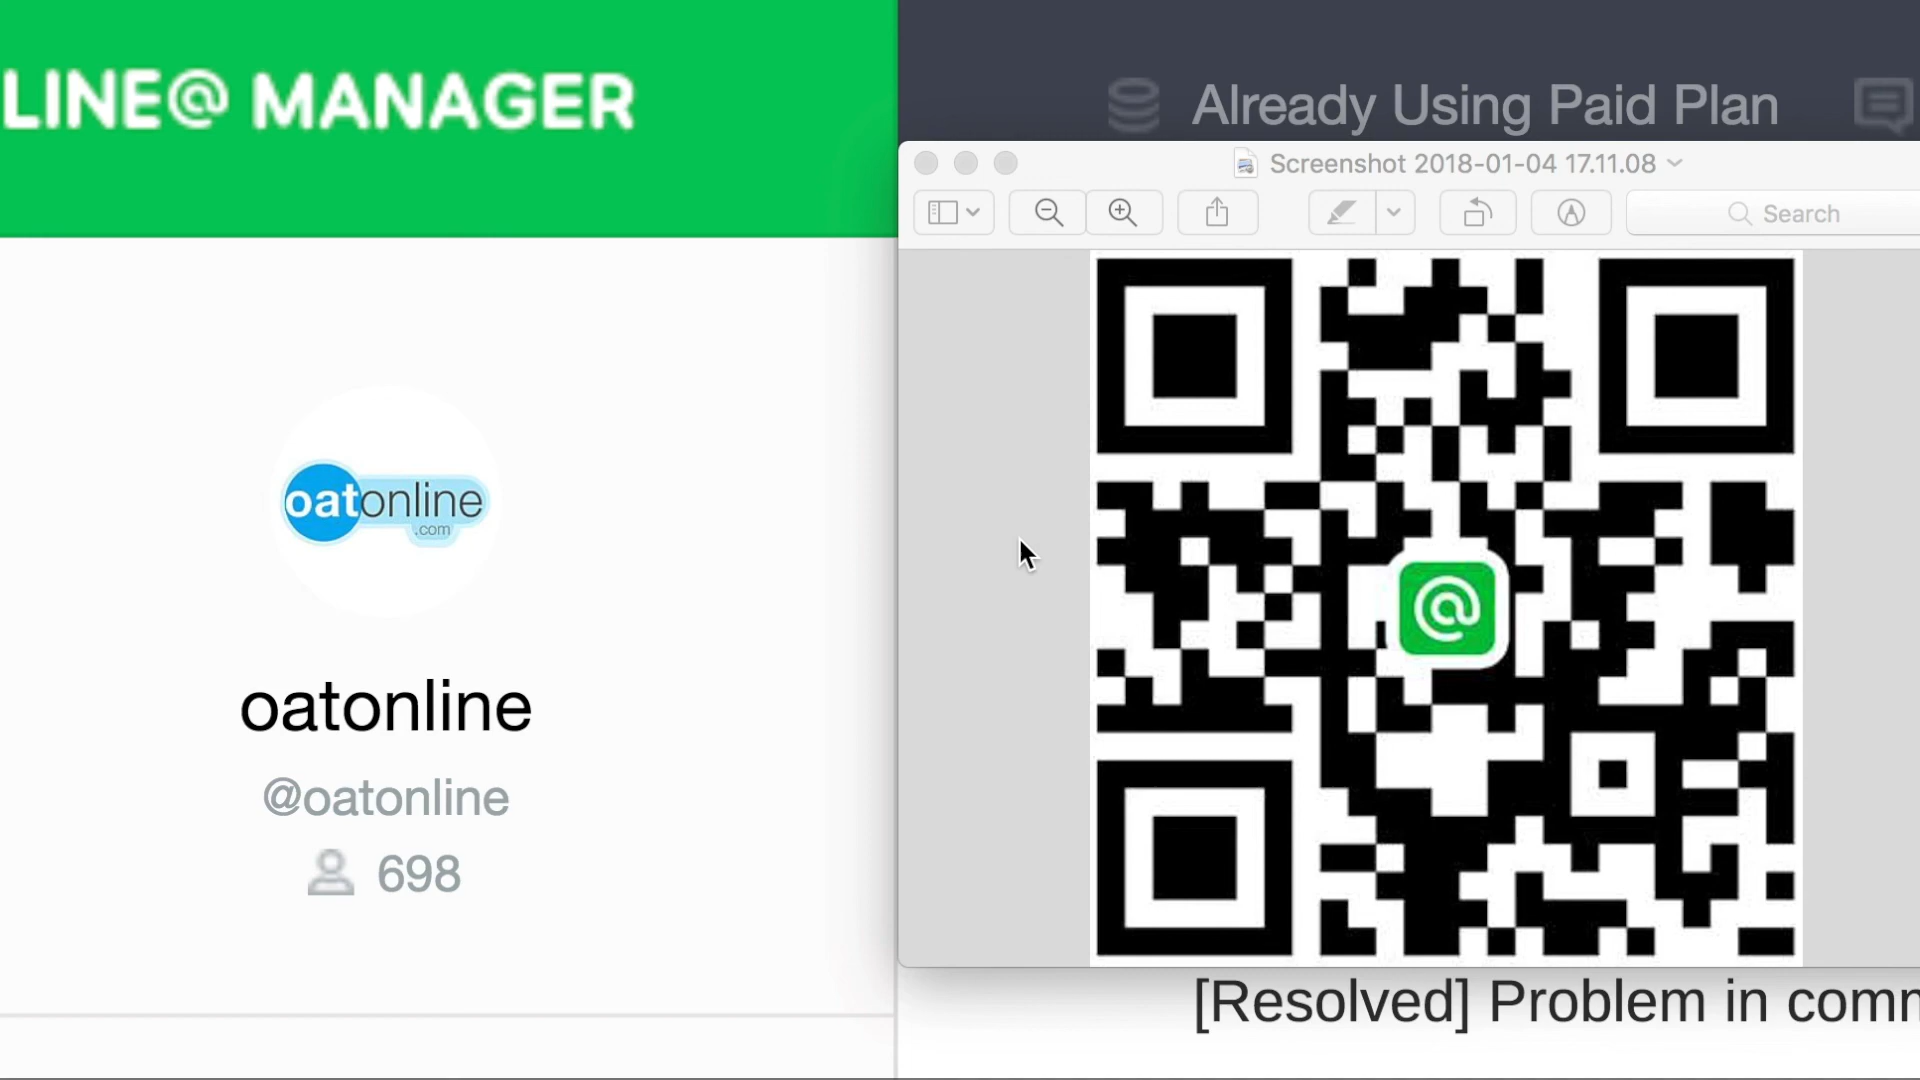 LINE@ MANAGER
oatonline
.com
oatonline
@oatonline
698
Already Using Paid Plan
Screenshot 2018-01-04 17.11.08
Search
@
[Resolved] Problem in comm